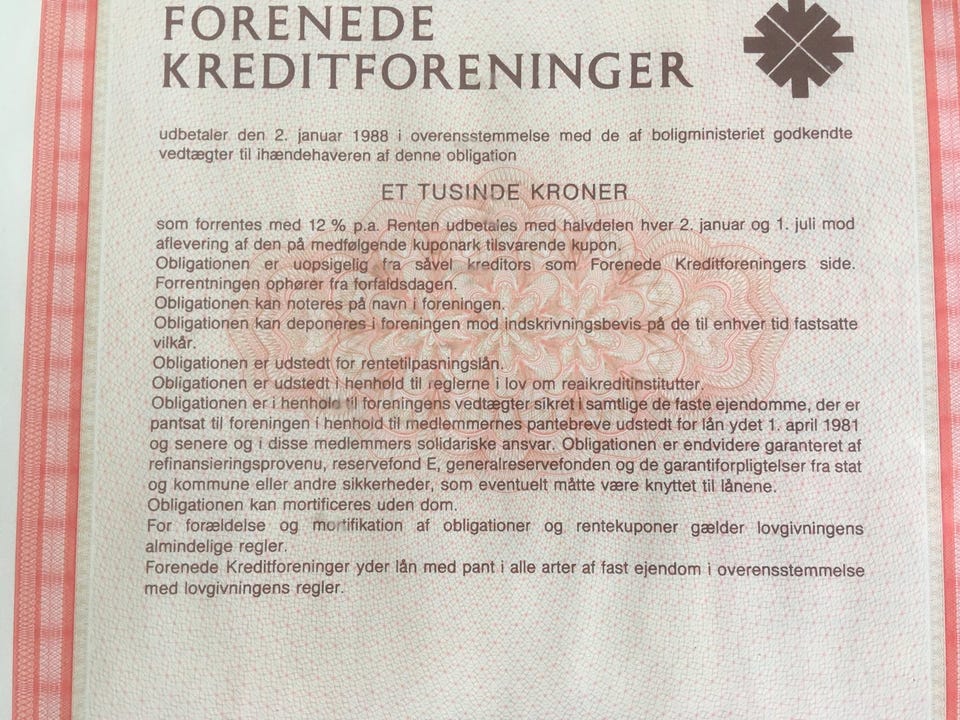 FORENEDE
KREDITFORENINGER
udbetaler den 2. januar 1988 i overensstemmelse med de af boligministeriet godkendte
vedtægter til ihændehaveren af denne obligation
ET TUSINDE KRONER
som forrentes med 12 % p.a. Renten udbetales med halvdelen hver 2. januar og 1. juli mod
aflevering af den på medfølgende kuponark tilsvarende kupon.
Obligationen er uopsigelig fra såvel kreditors som Forenede Kreditforeningers side.
Forrentningen ophører fra forfaldsdagen.
Obligationen kan noteres på navn i foreningen.
Obligationen kan deponeres i foreningen mod indskrivningsbevis på de til enhver tid fastsatte
vilkår.
Obligationen er udstedt for rentetilpasningslån.
Obligationen er udstedt i henhold til reglerne i lov om realkreditinstitutter.
Obligationen er i henhold til foreningens vedtægter sikret i samtlige de faste ejendomme, der er
pantsat til foreningen i henhold til medlemmernes pantebreve udstedt for lån ydet 1. april 1981
og senere og i disse medlemmers solidariske ansvar. Obligationen er endvidere garanteret af
refinansieringsprovenu, reservefond E, generalreservefonden og de garantiforpligtelser fra stat
og kommune eller andre sikkerheder, som eventuelt måtte være knyttet til lånene.
Obligationen kan mortificeres uden dom.
For forældelse og mortifikation af obligationer og rentekuponer gælder lovgivningens
almindelige regler.
Forenede Kreditforeninger yder lån med pant i alle arter af fast ejendom i overensstemmelse
med lovgivningens regler.